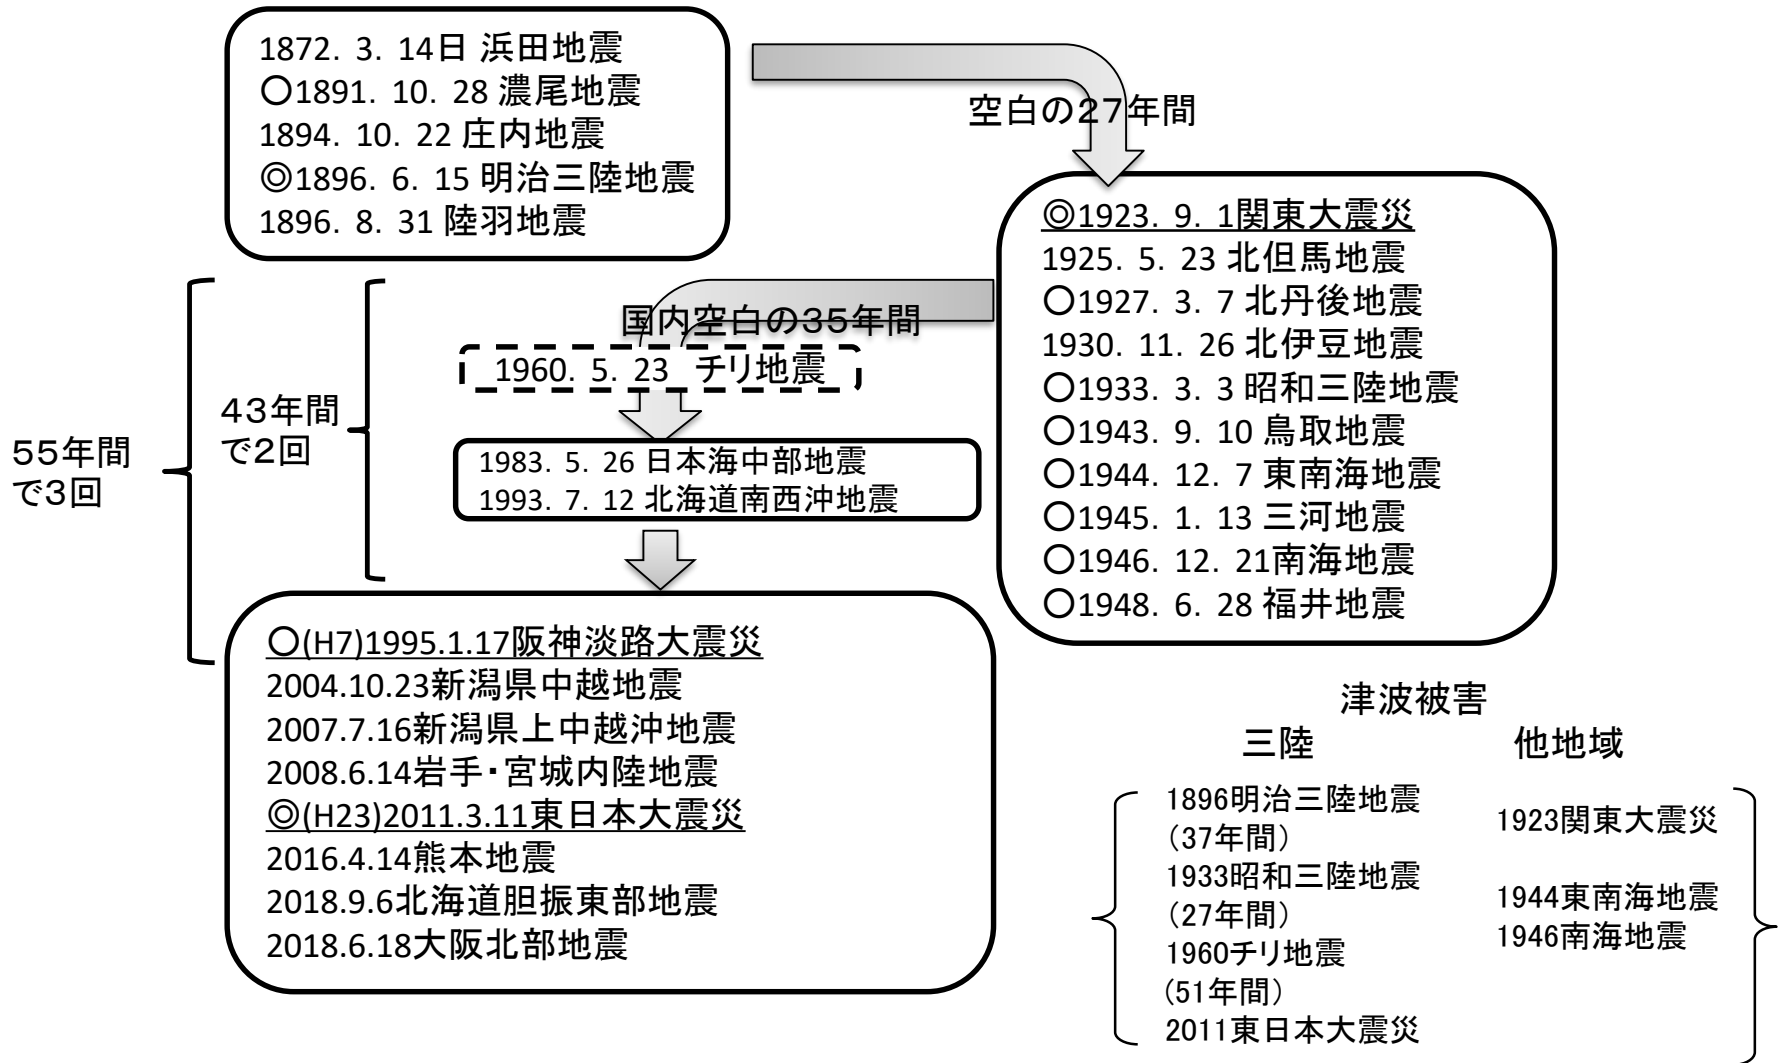 1872．3．14日 浜田地震
〇1891．10．28 濃尾地震
1894．10．22 庄内地震
◎1896．6．15 明治三陸地震
1896．8．31 陸羽地震
空白の２７年間
◎1923．9．1関東大震災
1925．5．23 北但馬地震
〇1927．3．7 北丹後地震
1930．11．26 北伊豆地震
〇1933．3．3 昭和三陸地震
〇1943．9．10 鳥取地震
〇1944．12．7 東南海地震
〇1945．1．13 三河地震
〇1946．12．21南海地震
〇1948．6．28 福井地震
国内空白の３５年間
1960．5．23 チリ地震
1983．5．26 日本海中部地震
1993．7．12 北海道南西沖地震
４３年間
で２回
５５年間
で３回
〇(H7)1995.1.17阪神淡路大震災
2004.10.23新潟県中越地震
2007.7.16新潟県上中越沖地震
2008.6.14岩手・宮城内陸地震
◎(H23)2011.3.11東日本大震災
2016.4.14熊本地震
2018.9.6北海道胆振東部地震
2018.6.18大阪北部地震
津波被害
三陸
1896明治三陸地震
（37年間）
1933昭和三陸地震
（27年間）
1960チリ地震
（51年間）
2011東日本大震災
他地域
1923関東大震災
1944東南海地震
1946南海地震